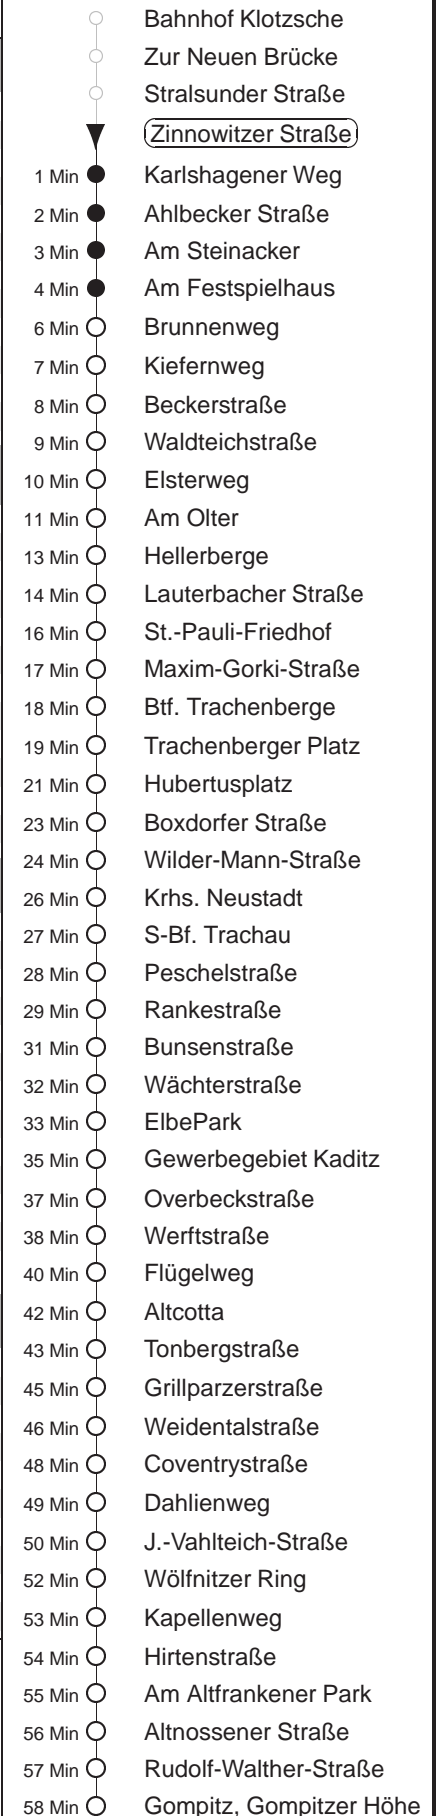 Bahnhof Klotzsche
Zur Neuen Brücke
Stralsunder Straße
Zinnowitzer Straße
1 Min Karlshagener Weg
2 Min Ahlbecker Straße
3 Min Am Steinacker
4 Min Am Festspielhaus
6 Min Brunnenweg
7 Min Kiefernweg
8 Min Beckerstraße
9 Min Waldteichstraße
10 Min Elsterweg
11 Min Am Olter
13 Min Hellerberge
14 Min Lauterbacher Straße
16 Min St.-Pauli-Friedhof
17 Min Maxim-Gorki-Straße
18 Min Btf. Trachenberge
19 Min Trachenberger Platz
21 Min Hubertusplatz
23 Min Boxdorfer Straße
24 Min Wilder-Mann-Straße
26 Min Krhs. Neustadt
27 Min S-Bf. Trachau
28 Min Peschelstraße
29 Min Rankestraße
31 Min Bunsenstraße
32 Min Wächterstraße
33 Min ElbePark
35 Min Gewerbegebiet Kaditz
37 Min Overbeckstraße
38 Min Werftstraße
40 Min Flügelweg
42 Min Altcotta
43 Min Tonbergstraße
45 Min Grillparzerstraße
46 Min Weidentalstraße
48 Min Coventrystraße
49 Min Dahlienweg
50 Min J.-Vahlteich-Straße
52 Min Wölfnitzer Ring
53 Min Kapellenweg
54 Min Hirtenstraße
55 Min Am Altfrankener Park
56 Min Altnossener Straße
57 Min Rudolf-Walther-Straße
58 Min Gompitz, Gompitzer Höhe